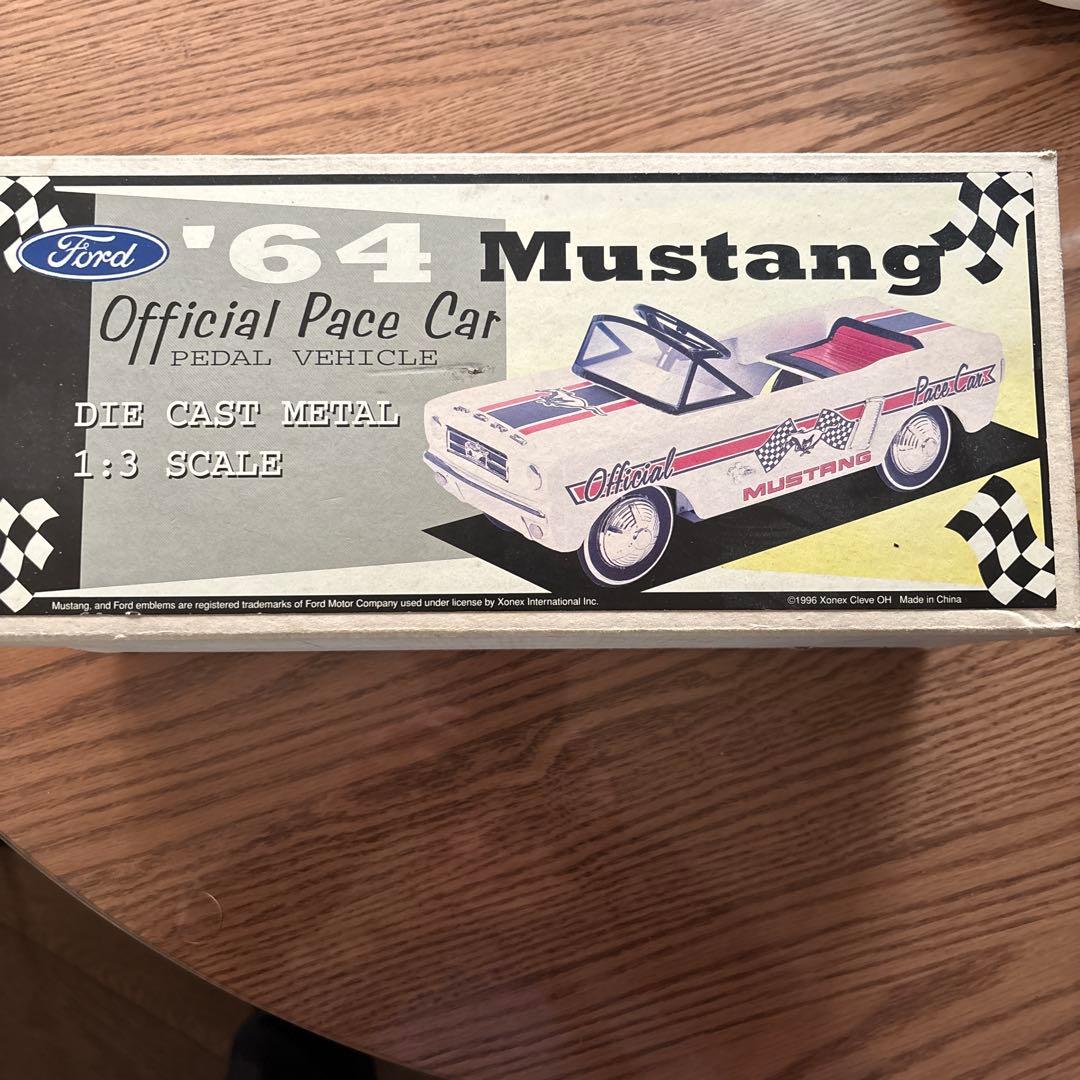 Ford '64 Mustang
Official Pace Car
PEDAL VEHICLE
DIE CAST METAL
1:3 SCALE
FORD
Official
MUSTANG
Pace Car
Mustang, and Ford emblems are registered trademarks of Ford Motor Company used under license by Xonex International Inc.
©1996 Xonex Cleve OH Made in China